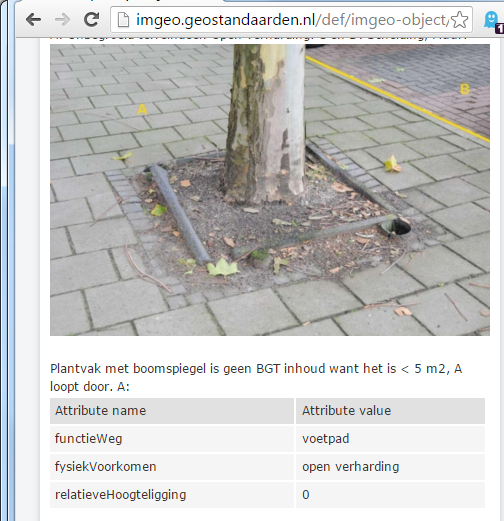 imgeo.geostandaarden.nl/def/imgeo-object/
1
A
B
Plantvak met boomspiegel is geen BGT inhoud want het is < 5 m2, A
loopt door. A:
Attribute name Attribute value
functieWeg voetpad
fysiekVoorkomen open verharding
relatieveHoogteligging 0